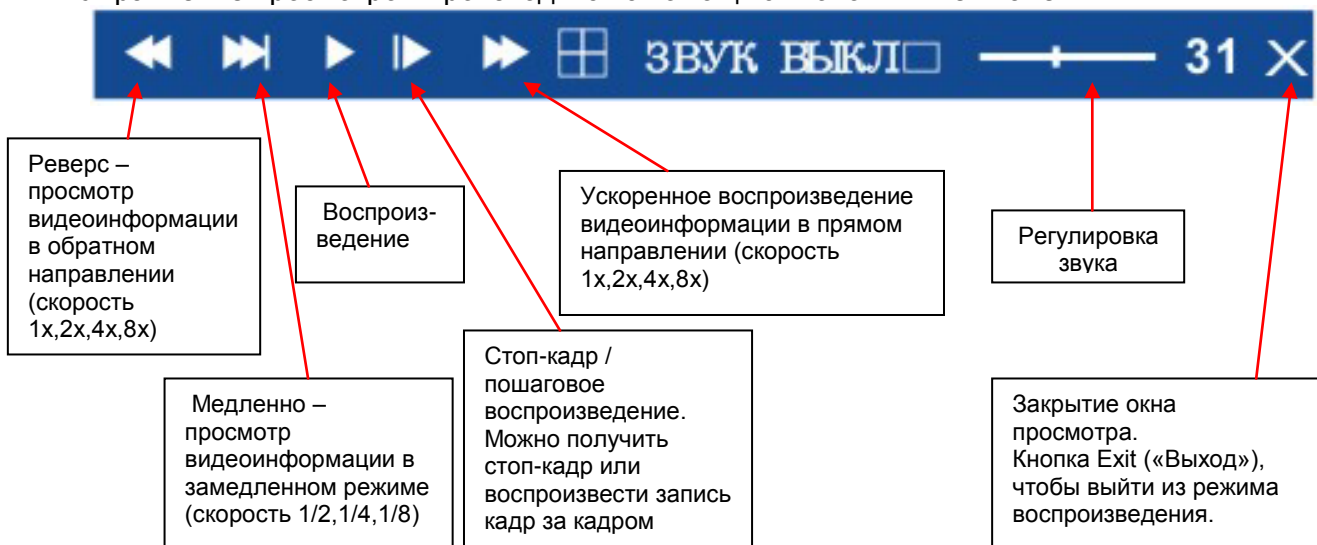 ЗВУК ВЫКЛ 31
Реверс –
просмотр
видеоинформации
в обратном
направлении
(скорость
1x,2x,4x,8x)
Воспроиз-
ведение
Ускоренное воспроизведение
видеоинформации в прямом
направлении (скорость
1x,2x,4x,8x)
Регулировка
звука
Медленно –
просмотр
видеоинформации в
замедленном режиме
(скорость 1/2,1/4,1/8)
Стоп-кадр /
пошаговое
воспроизведение.
Можно получить
стоп-кадр или
воспроизвести запись
кадр за кадром
Закрытие окна
просмотра.
Кнопка Exit («Выход»),
чтобы выйти из режима
воспроизведения.